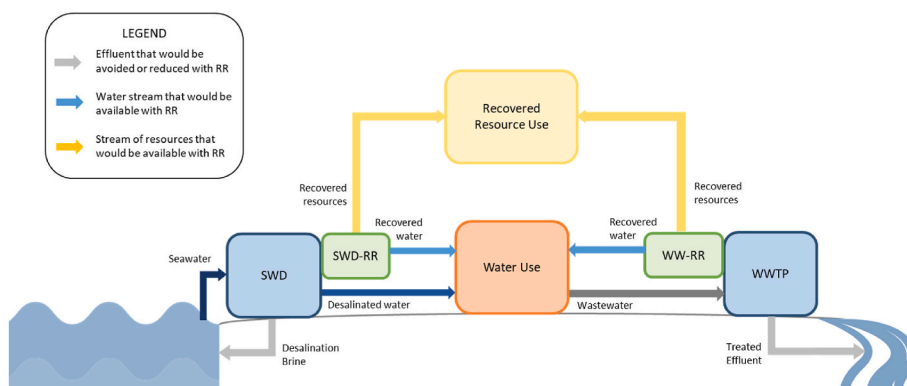 LEGEND
Effluent that would be
avoided or reduced with RR
Water stream that would be
available with RR
Stream of resources that
would be available with RR
Recovered
Resource Use
Recovered
resources
Recovered
resources
Recovered
water
Recovered
water
Seawater
SWD
SWD-RR
Water Use
WW-RR
WWTP
Desalinated water
Wastewater
Desalination
Brine
Treated
Effluent